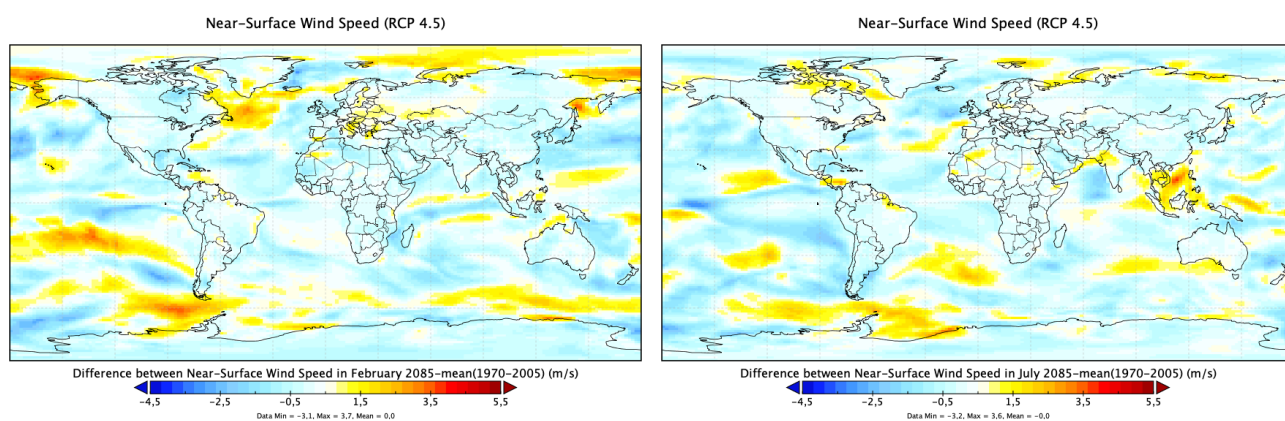 Near-Surface Wind Speed (RCP 4.5)
Difference between Near-Surface Wind Speed in February 2085-mean(1970-2005) (m/s)
-4,5 -2,5 -0,5 1,5 3,5 5,5
Data Min = -3,1, Max = 3,7, Mean = 0,0
Near-Surface Wind Speed (RCP 4.5)
Difference between Near-Surface Wind Speed in July 2085-mean(1970-2005) (m/s)
-4,5 -2,5 -0,5 1,5 3,5 5,5
Data Min = -3,2, Max = 3,6, Mean = -0,0